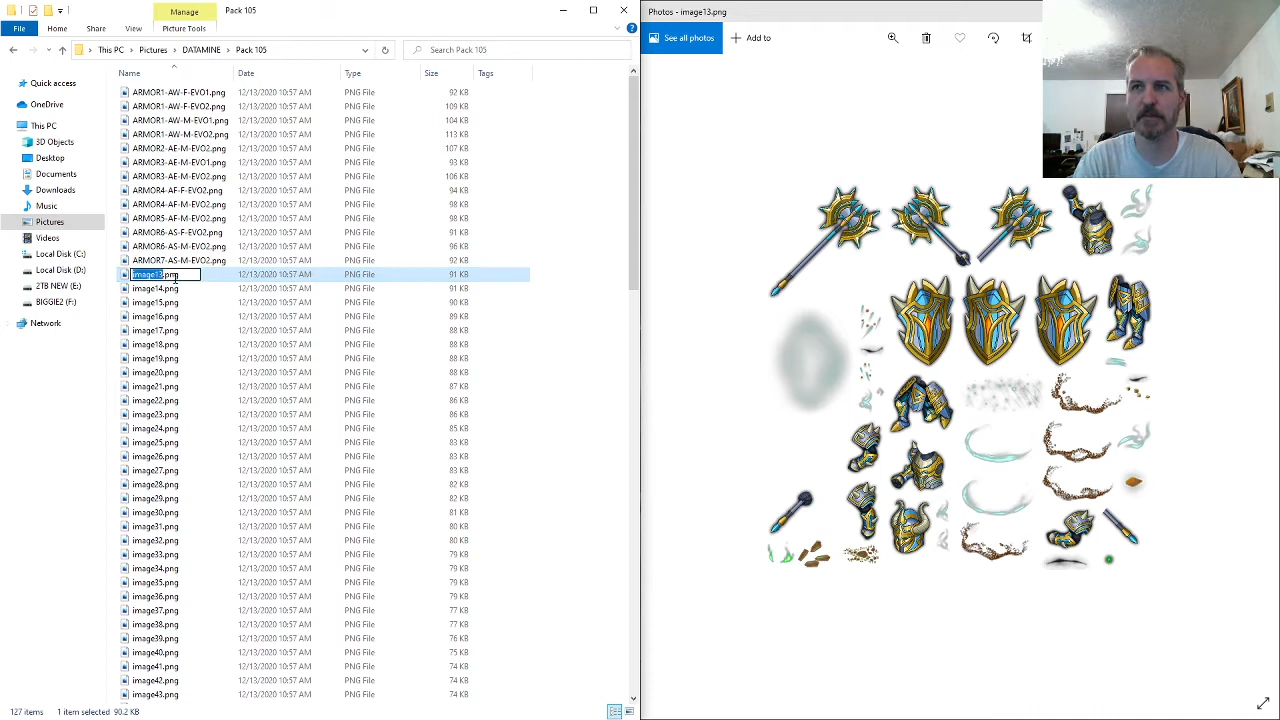 Manage
Pack 105
File
Home
Share
View
Picture Tools
This PC
Pictures
DATAMINE
Pack 105
Search Pack 105
Name
Date
Type
Size
Tags
Quick access
OneDrive
This PC
3D Objects
Desktop
Documents
Downloads
Music
Pictures
Videos
Local Disk (C:)
Local Disk (D:)
2TB NEW (E:)
BIGGIE2 (F:)
Network
ARMOR1-AW-F-EVO1.png 12/13/2020 10:57 AM PNG File 92 KB
ARMOR1-AW-F-EVO2.png 12/13/2020 10:57 AM PNG File 109 KB
ARMOR1-AW-M-EVO1.png 12/13/2020 10:57 AM PNG File 104 KB
ARMOR1-AW-M-EVO2.png 12/13/2020 10:57 AM PNG File 113 KB
ARMOR2-AE-M-EVO2.png 12/13/2020 10:57 AM PNG File 107 KB
ARMOR3-AE-M-EVO1.png 12/13/2020 10:57 AM PNG File 93 KB
ARMOR3-AE-M-EVO2.png 12/13/2020 10:57 AM PNG File 106 KB
ARMOR4-AF-F-EVO2.png 12/13/2020 10:57 AM PNG File 94 KB
ARMOR4-AF-M-EVO2.png 12/13/2020 10:57 AM PNG File 92 KB
ARMOR5-AF-M-EVO2.png 12/13/2020 10:57 AM PNG File 92 KB
ARMOR6-AS-F-EVO2.png 12/13/2020 10:57 AM PNG File 91 KB
ARMOR6-AS-M-EVO2.png 12/13/2020 10:57 AM PNG File 96 KB
ARMOR7-AS-M-EVO2.png 12/13/2020 10:57 AM PNG File 92 KB
image13.png 12/13/2020 10:57 AM PNG File 91 KB
image14.png 12/13/2020 10:57 AM PNG File 91 KB
image15.png 12/13/2020 10:57 AM PNG File 90 KB
image16.png 12/13/2020 10:57 AM PNG File 89 KB
image17.png 12/13/2020 10:57 AM PNG File 88 KB
image18.png 12/13/2020 10:57 AM PNG File 88 KB
image19.png 12/13/2020 10:57 AM PNG File 88 KB
image20.png 12/13/2020 10:57 AM PNG File 88 KB
image21.png 12/13/2020 10:57 AM PNG File 87 KB
image22.png 12/13/2020 10:57 AM PNG File 86 KB
image23.png 12/13/2020 10:57 AM PNG File 86 KB
image24.png 12/13/2020 10:57 AM PNG File 85 KB
image25.png 12/13/2020 10:57 AM PNG File 83 KB
image26.png 12/13/2020 10:57 AM PNG File 83 KB
image27.png 12/13/2020 10:57 AM PNG File 83 KB
image28.png 12/13/2020 10:57 AM PNG File 82 KB
image29.png 12/13/2020 10:57 AM PNG File 82 KB
image30.png 12/13/2020 10:57 AM PNG File 81 KB
image31.png 12/13/2020 10:57 AM PNG File 80 KB
image32.png 12/13/2020 10:57 AM PNG File 80 KB
image33.png 12/13/2020 10:57 AM PNG File 79 KB
image34.png 12/13/2020 10:57 AM PNG File 79 KB
image35.png 12/13/2020 10:57 AM PNG File 79 KB
image36.png 12/13/2020 10:57 AM PNG File 79 KB
image37.png 12/13/2020 10:57 AM PNG File 77 KB
image38.png 12/13/2020 10:57 AM PNG File 77 KB
image39.png 12/13/2020 10:57 AM PNG File 76 KB
image40.png 12/13/2020 10:57 AM PNG File 75 KB
image41.png 12/13/2020 10:57 AM PNG File 74 KB
image42.png 12/13/2020 10:57 AM PNG File 74 KB
image43.png 12/13/2020 10:57 AM PNG File 74 KB
127 items
1 item selected 90.2 KB
Photos - image13.png
See all photos
Add to